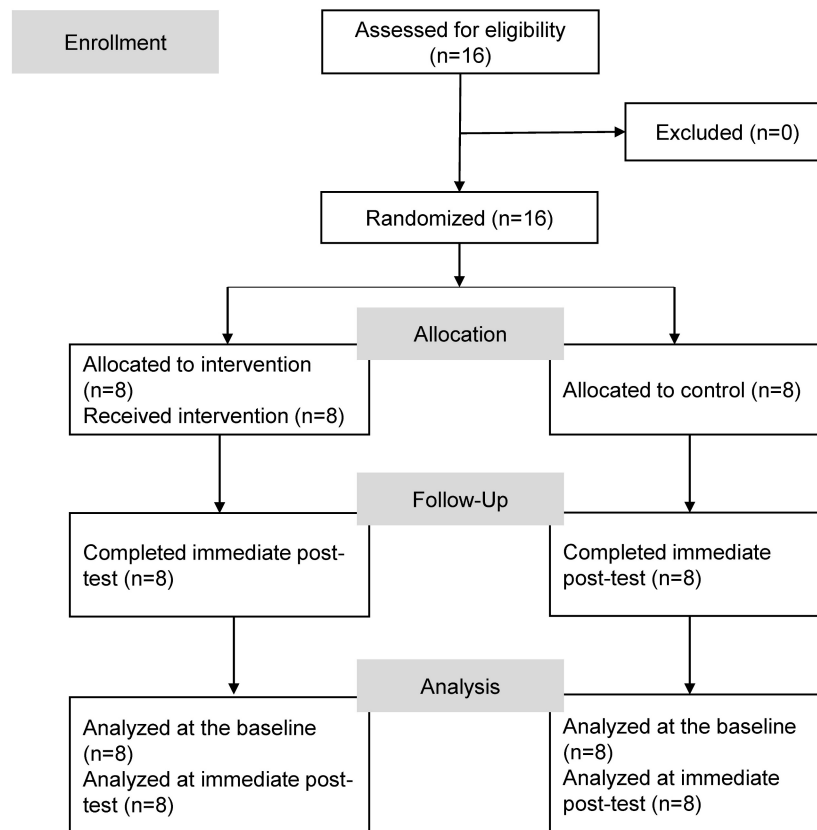 Enrollment
Assessed for eligibility
(n=16)
Excluded (n=0)
Randomized (n=16)
Allocation
Allocated to intervention
(n=8)
Received intervention (n=8)
Allocated to control (n=8)
Follow-Up
Completed immediate post-
test (n=8)
Completed immediate
post-test (n=8)
Analysis
Analyzed at the baseline
(n=8)
Analyzed at immediate post-
test (n=8)
Analyzed at the baseline
(n=8)
Analyzed at immediate
post-test (n=8)